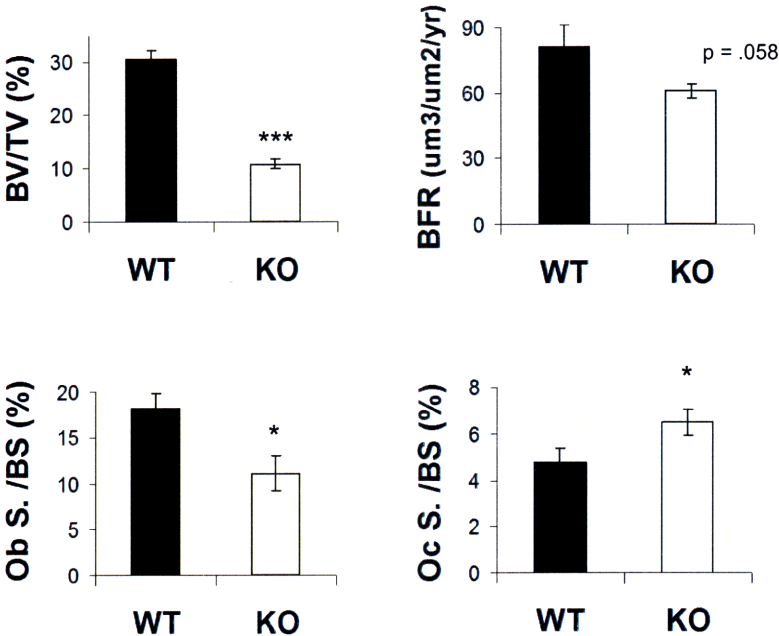 BV/TV (%)
30
20
10
0
***
WT
KO
BFR (um3/um2/yr)
90
60
30
0
p = .058
WT
KO
Ob S. /BS (%)
20
15
10
5
0
*
WT
KO
Oc S. /BS (%)
8
6
4
2
0
*
WT
KO